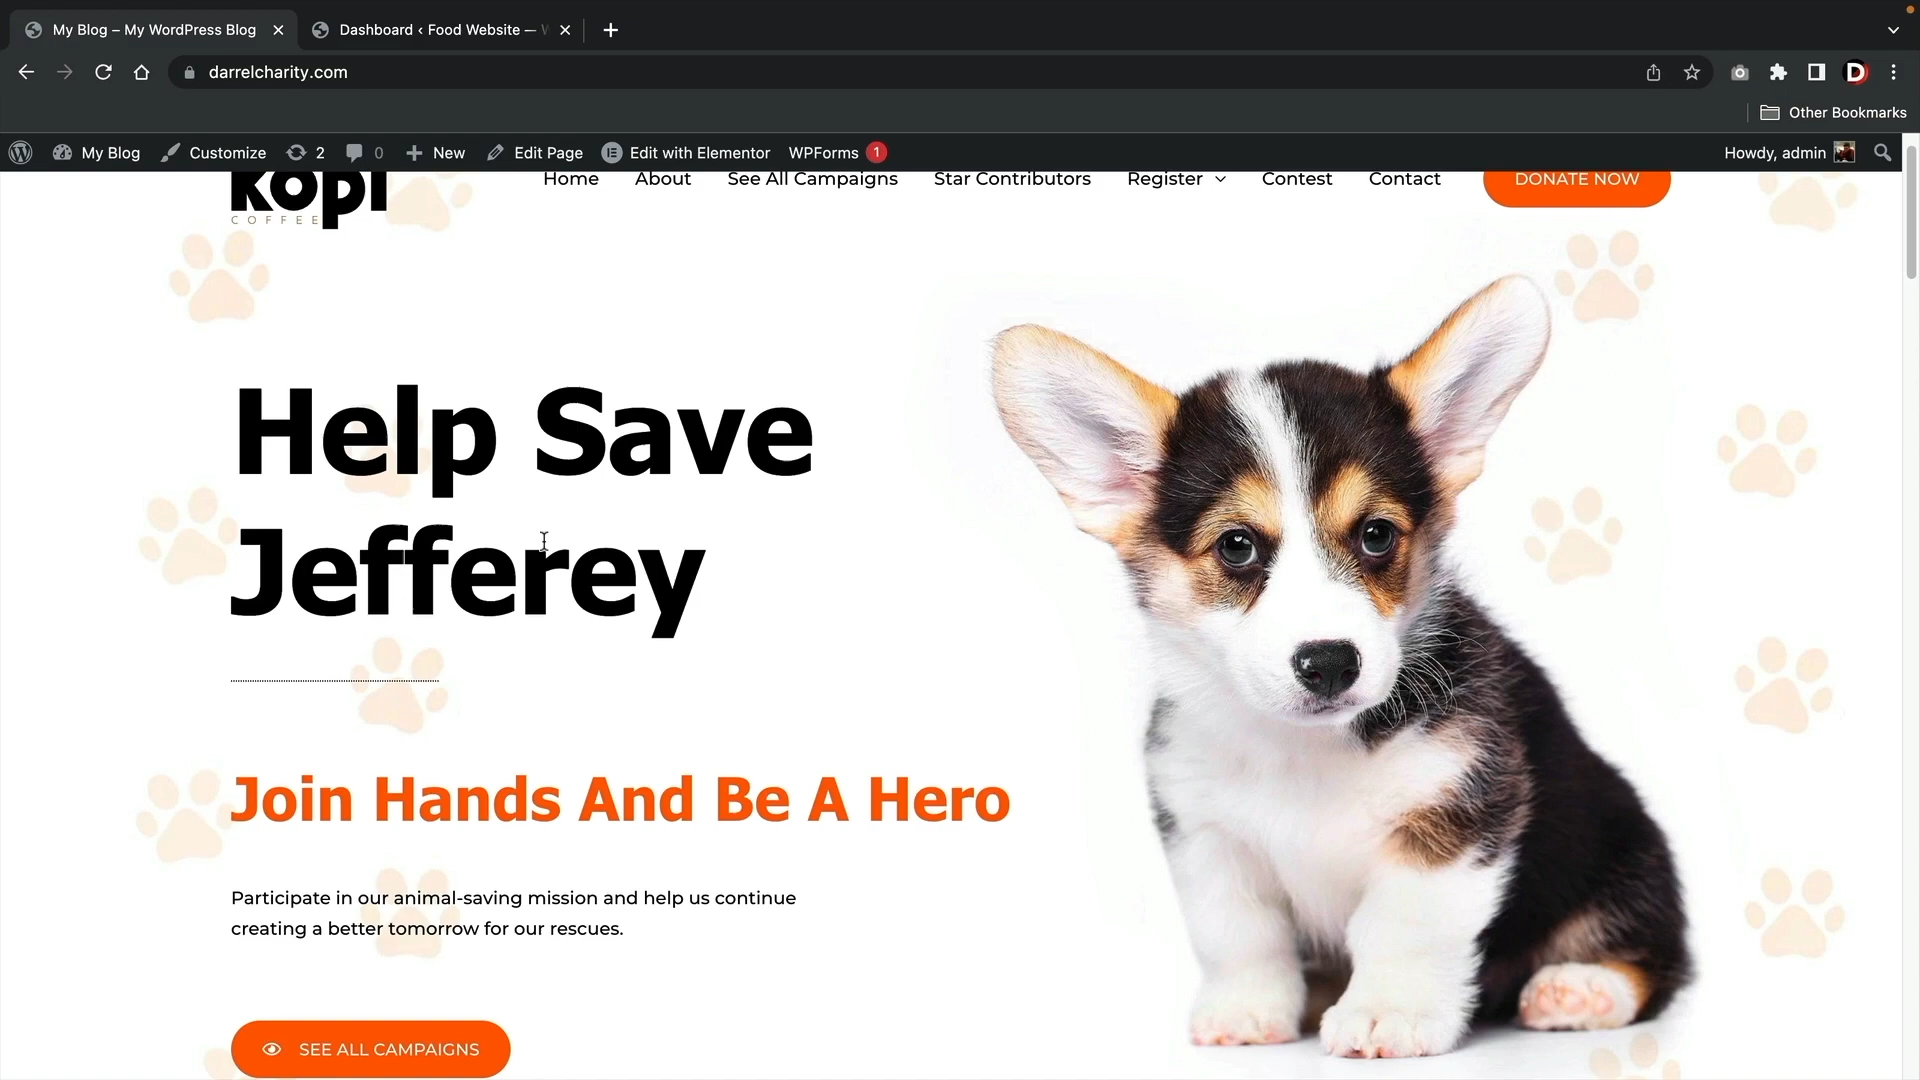 My Blog – My WordPress Blog
Dashboard ‹ Food Website —
darrelcharity.com
Other Bookmarks
My Blog
Customize
2
0
New
Edit Page
Edit with Elementor
WPForms
1
Howdy, admin
kopi
COFFEE
Home
About
See All Campaigns
Star Contributors
Register
Contest
Contact
DONATE NOW
Help Save
Jefferey
Join Hands And Be A Hero
Participate in our animal-saving mission and help us continue
creating a better tomorrow for our rescues.
SEE ALL CAMPAIGNS